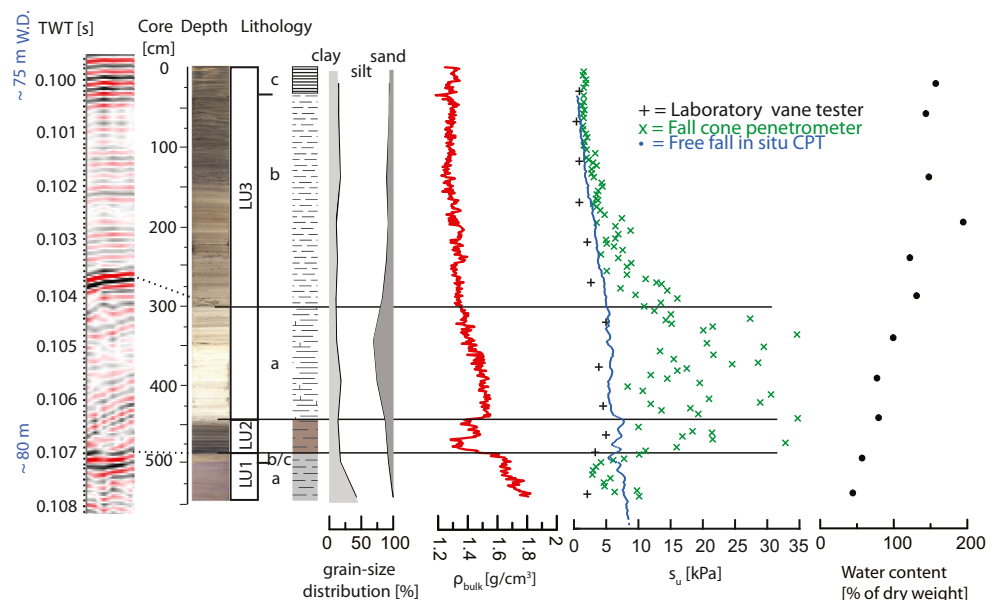 ~ 75 m W.D.
TWT [s]
Core Depth Lithology
[cm]
clay
silt
sand
0.100
0.101
0.102
0.103
0.104
0.105
0.106
0.107
0.108
~ 80 m
0
100
200
300
400
500
LU3
LU2
LU1
c
b
a
b/c
a
+ = Laboratory vane tester
x = Fall cone penetrometer
• = Free fall in situ CPT
0 50 100
grain-size
distribution [%]
1.2 1.4 1.6 1.8 2
ρbulk [g/cm³]
0 5 10 15 20 25 30 35
su [kPa]
0 100 200
Water content
[% of dry weight]